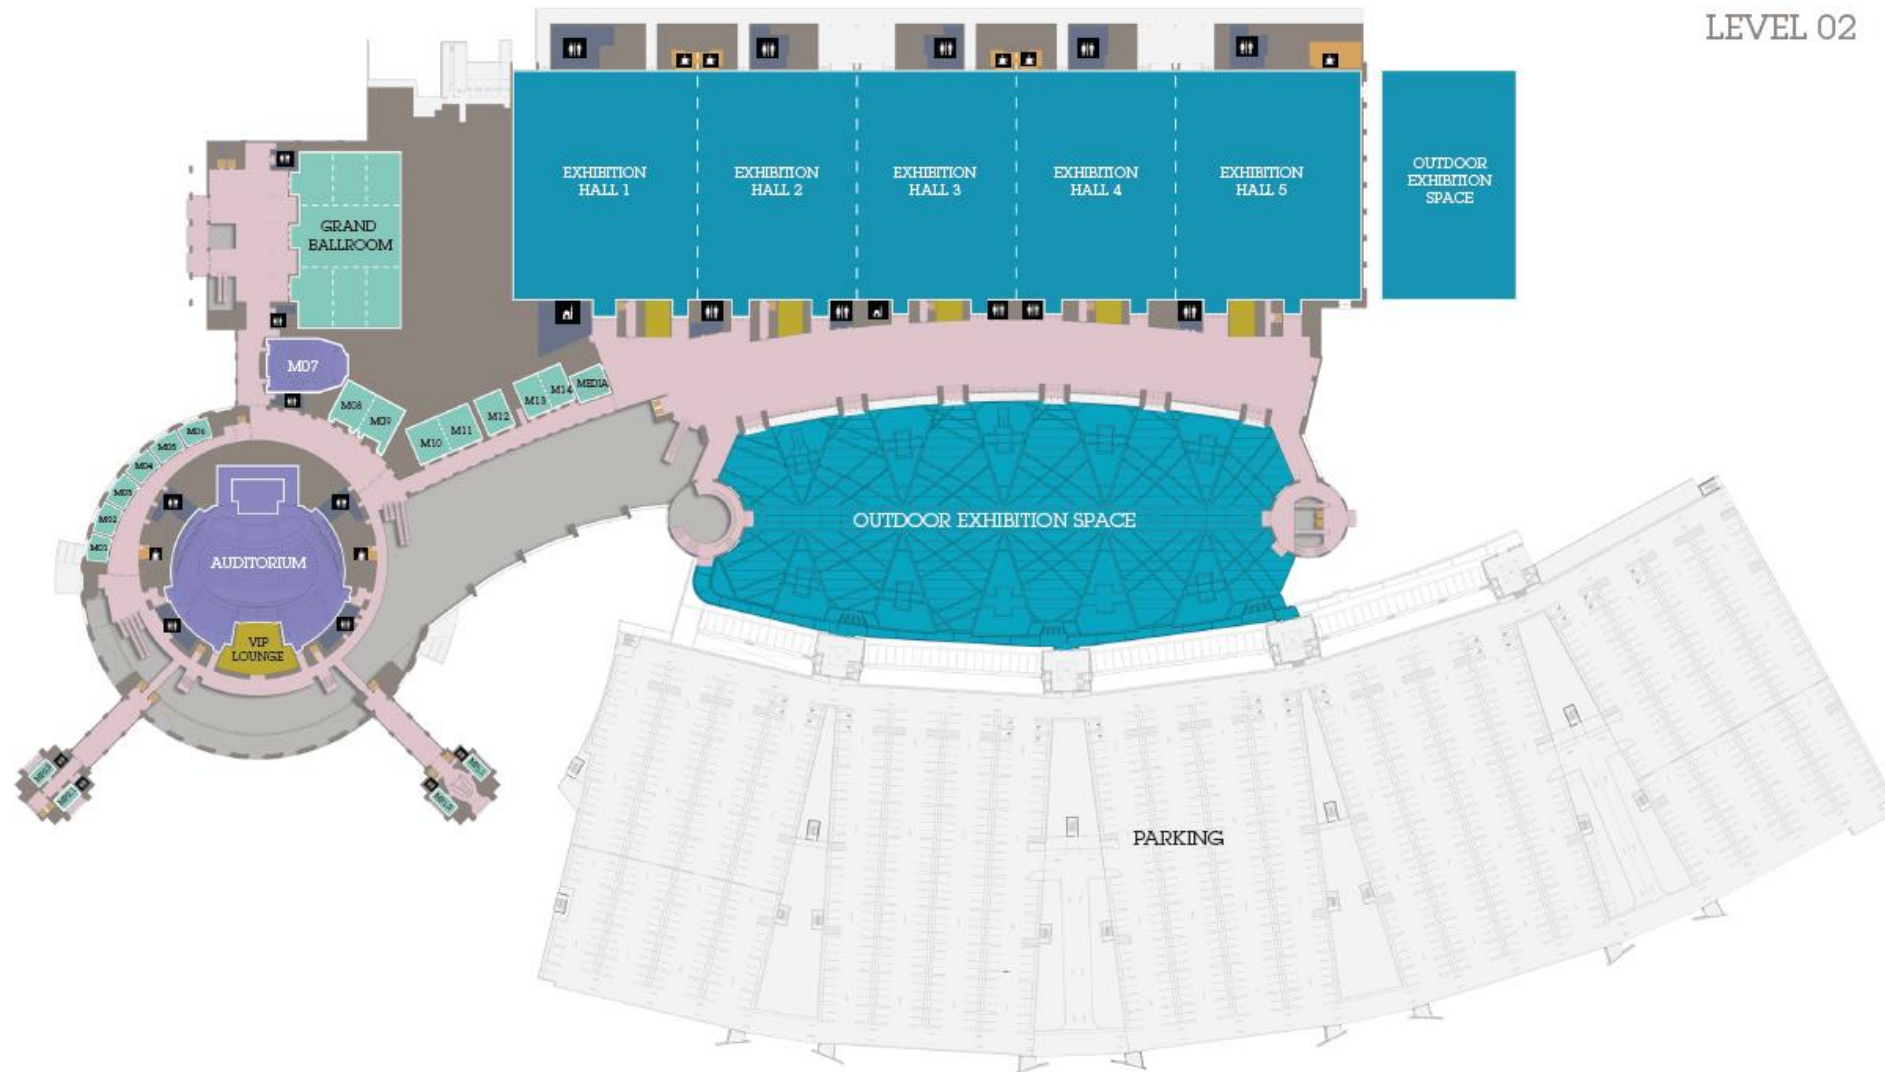 LEVEL 02
EXHIBITION
HALL 1
EXHIBITION
HALL 2
EXHIBITION
HALL 3
EXHIBITION
HALL 4
EXHIBITION
HALL 5
OUTDOOR
EXHIBITION
SPACE
GRAND
BALLROOM
M07
M08
M09
M10
M11
M12
M13
M14
MEDIA
M06
M05
M04
M03
M02
M01
AUDITORIUM
VIP
LOUNGE
OUTDOOR EXHIBITION SPACE
PARKING